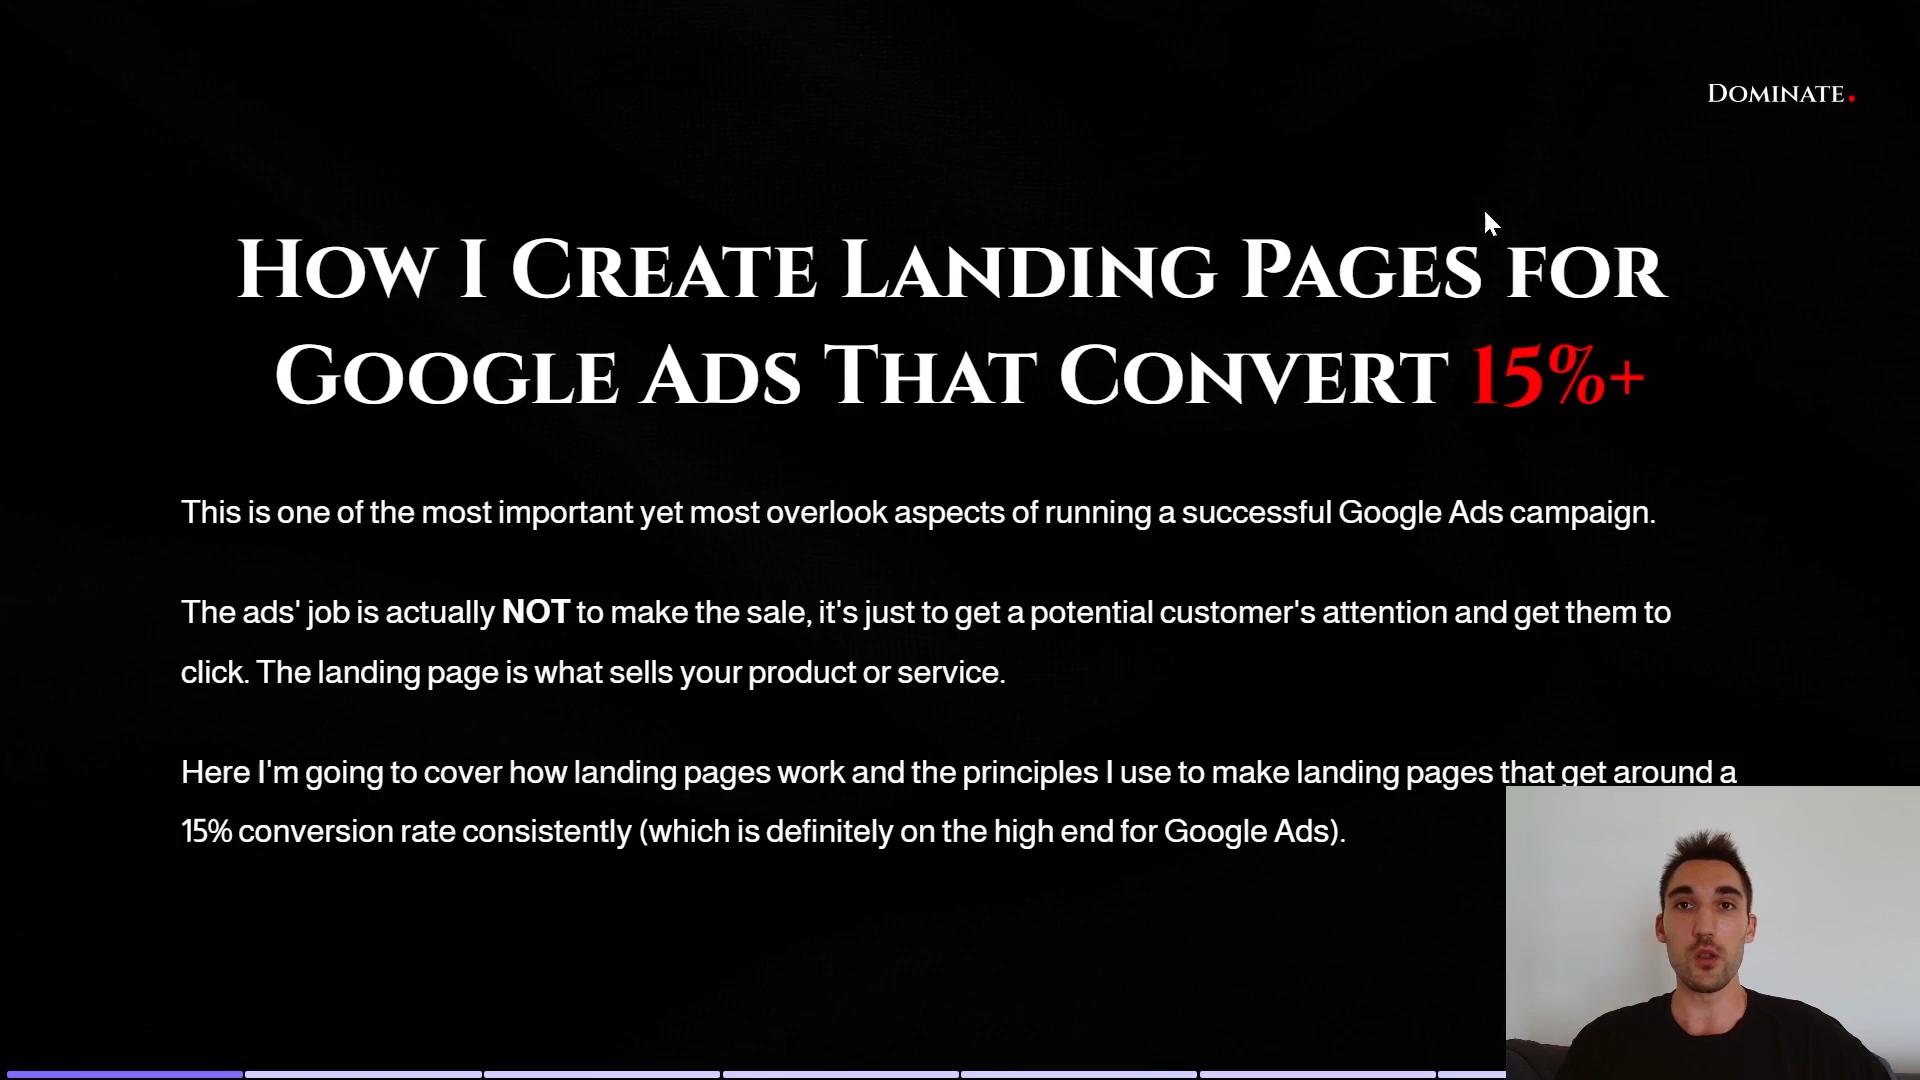 DOMINATE.
HOW I CREATE LANDING PAGES FOR
GOOGLE ADS THAT CONVERT 15%+
This is one of the most important yet most overlook aspects of running a successful Google Ads campaign.
The ads' job is actually NOT to make the sale, it's just to get a potential customer's attention and get them to
click. The landing page is what sells your product or service.
Here I'm going to cover how landing pages work and the principles I use to make landing pages that get around a
15% conversion rate consistently (which is definitely on the high end for Google Ads).